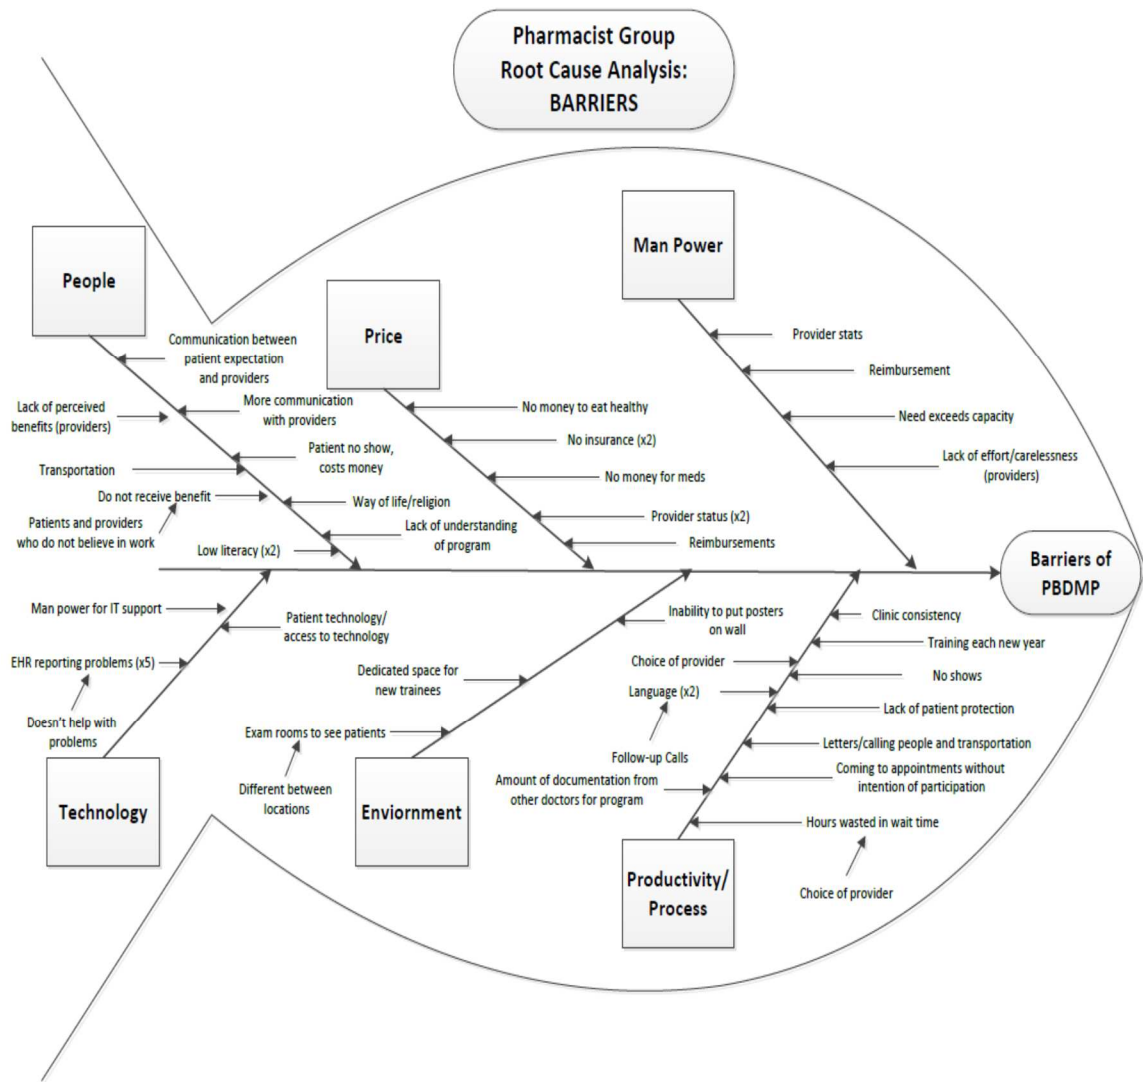 Pharmacist Group
Root Cause Analysis:
BARRIERS
People
Communication between
patient expectation
and providers
Lack of perceived
benefits (providers)
More communication
with providers
Patient no show,
costs money
Transportation
Do not receive benefit
Way of life/religion
Patients and providers
who do not believe in work
Lack of understanding
of program
Low literacy (x2)
Price
No money to eat healthy
No insurance (x2)
No money for meds
Provider status (x2)
Reimbursements
Man Power
Provider stats
Reimbursement
Need exceeds capacity
Lack of effort/carelessness
(providers)
Barriers of
PBDMP
Man power for IT support
Patient technology/
access to technology
EHR reporting problems (x5)
Doesn't help with
problems
Technology
Inability to put posters
on wall
Dedicated space for
new trainees
Exam rooms to see patients
Different between
locations
Enviornment
Clinic consistency
Training each new year
Choice of provider
No shows
Language (x2)
Lack of patient protection
Follow-up Calls
Letters/calling people and transportation
Coming to appointments without
intention of participation
Amount of documentation from
other doctors for program
Hours wasted in wait time
Choice of provider
Productivity/
Process